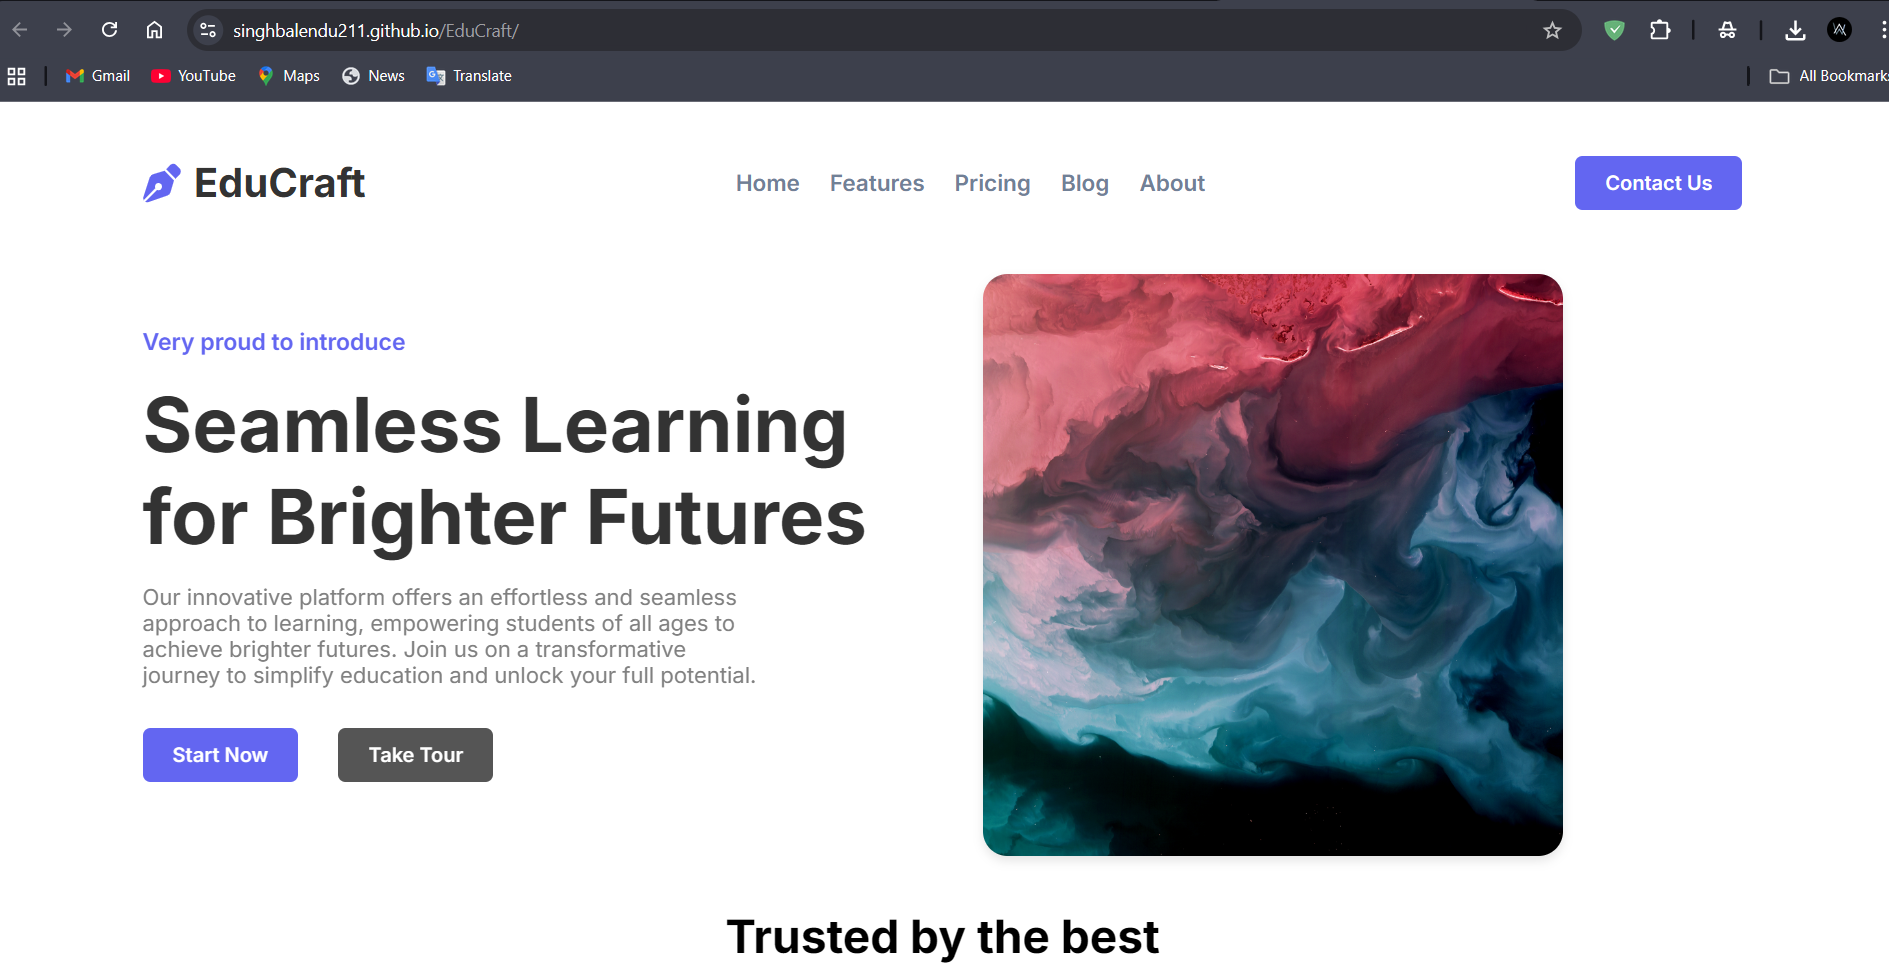 singhbalendu211.github.io/EduCraft/
Gmail YouTube Maps News Translate All Bookmarks
EduCraft Home Features Pricing Blog About Contact Us
Very proud to introduce
Seamless Learning
for Brighter Futures
Our innovative platform offers an effortless and seamless
approach to learning, empowering students of all ages to
achieve brighter futures. Join us on a transformative
journey to simplify education and unlock your full potential.
Start Now Take Tour
Trusted by the best